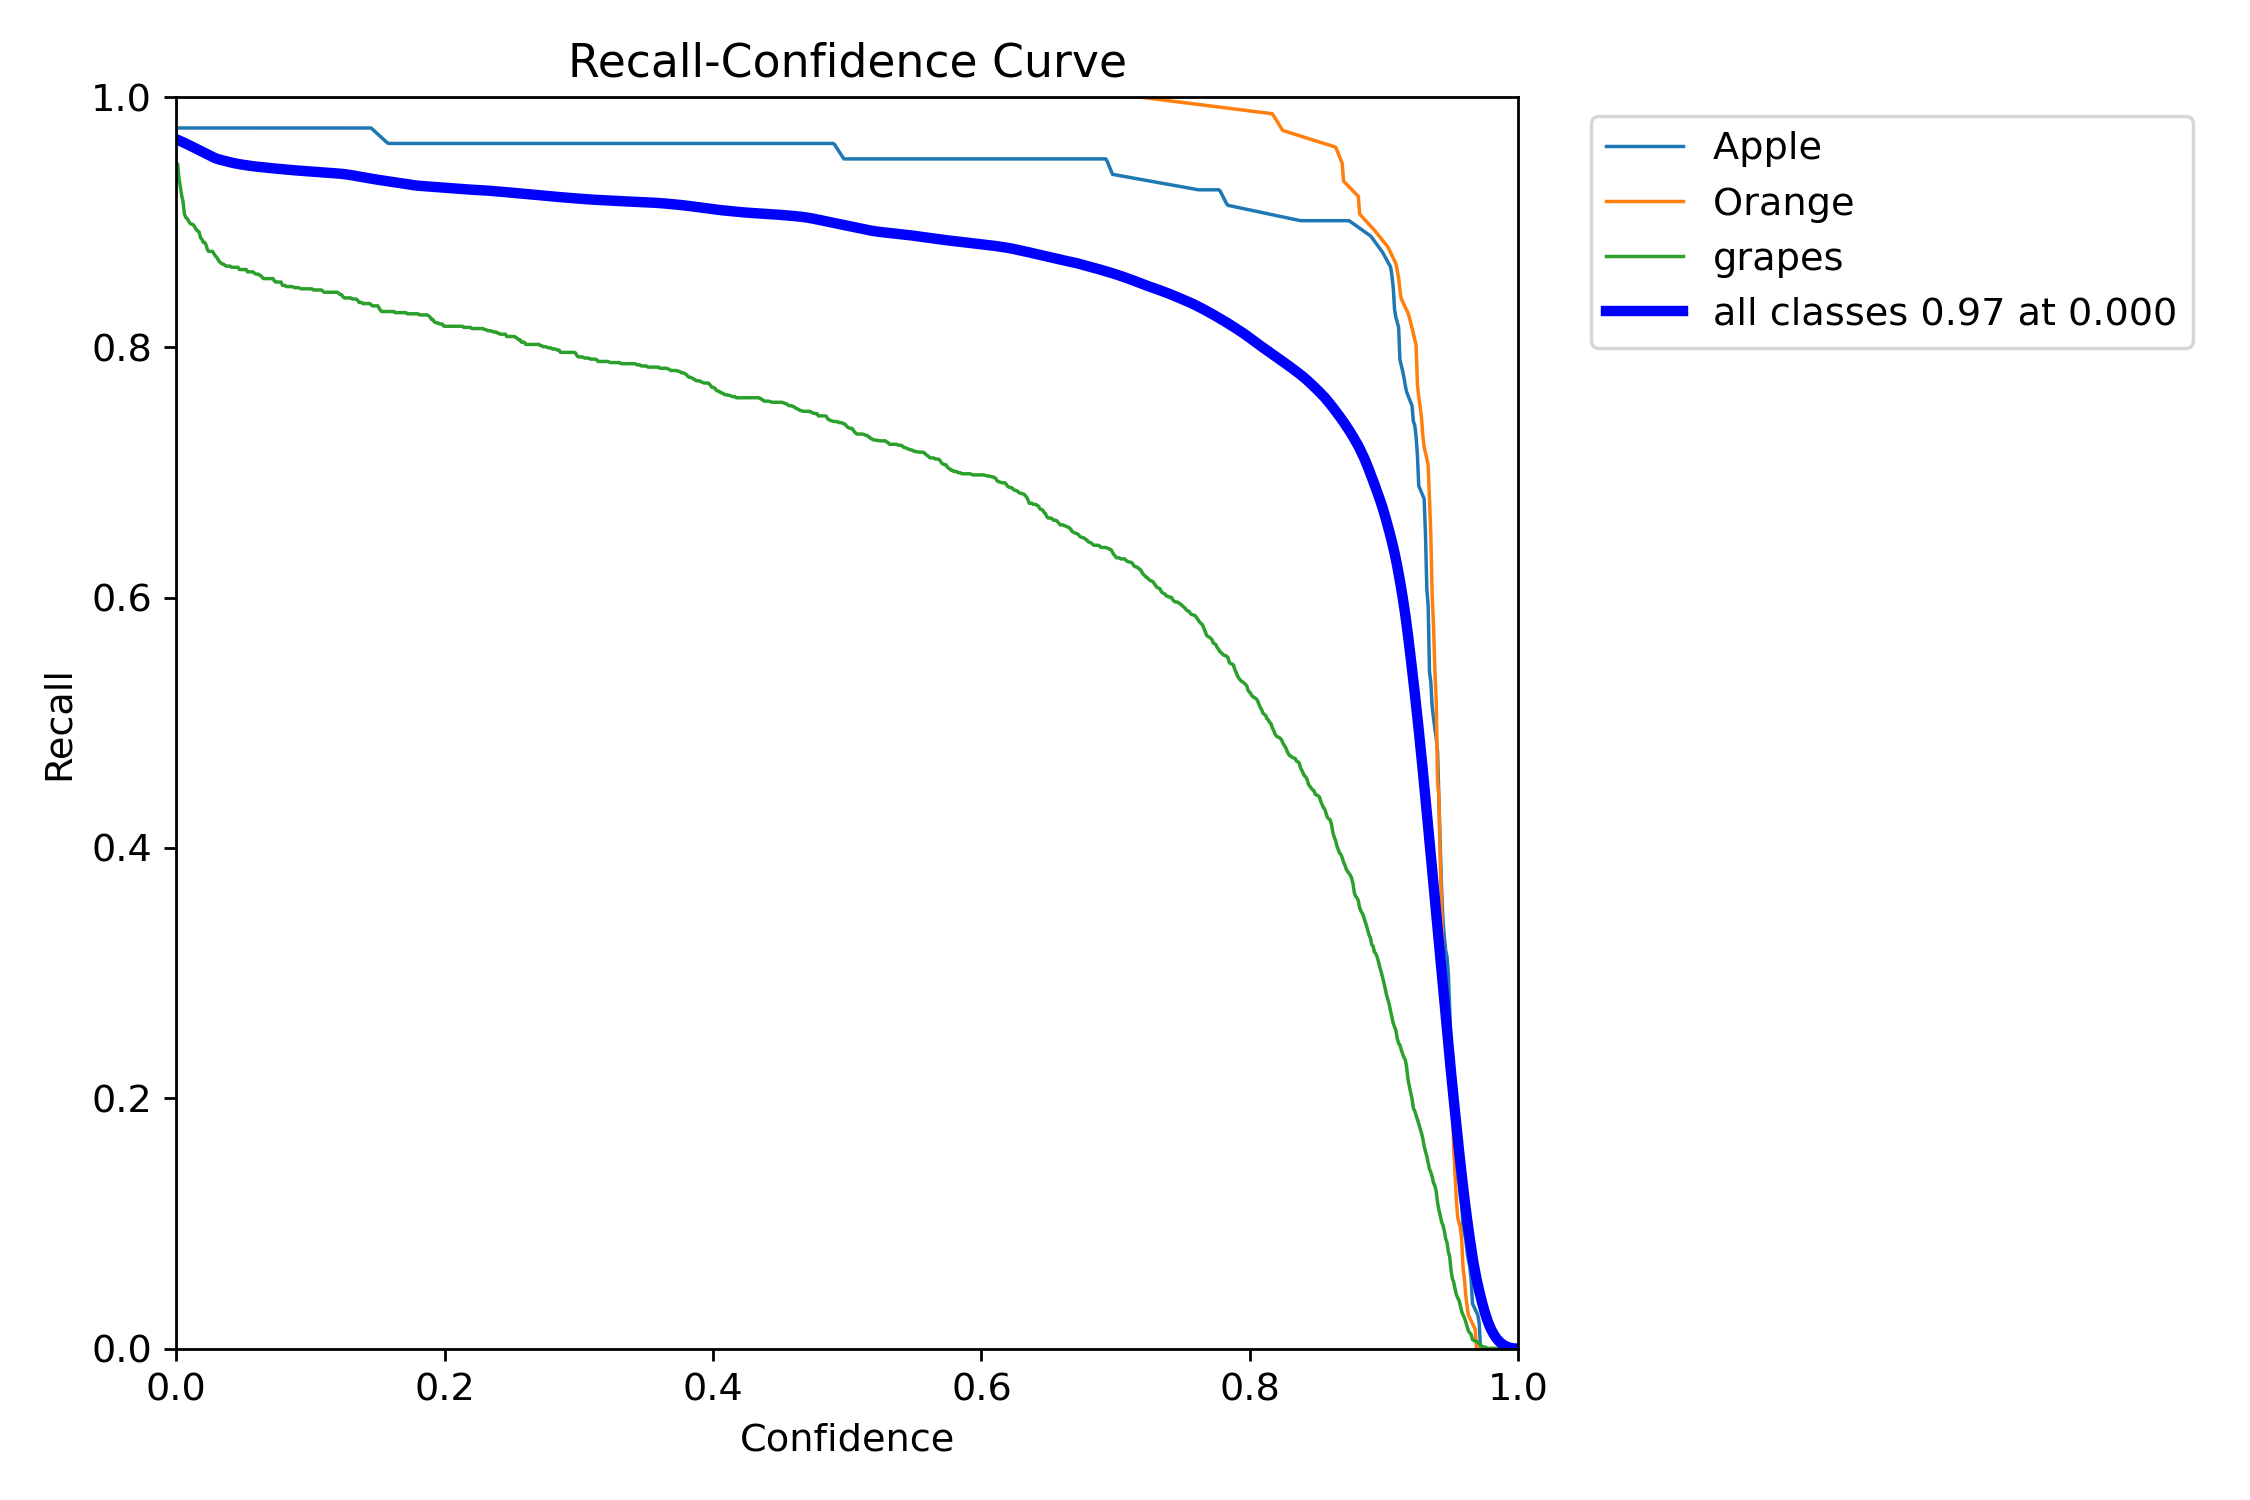 Recall-Confidence Curve
1.0
0.8
0.6
0.4
0.2
0.0
Recall
0.0 0.2 0.4 0.6 0.8 1.0
Confidence
Apple
Orange
grapes
all classes 0.97 at 0.000